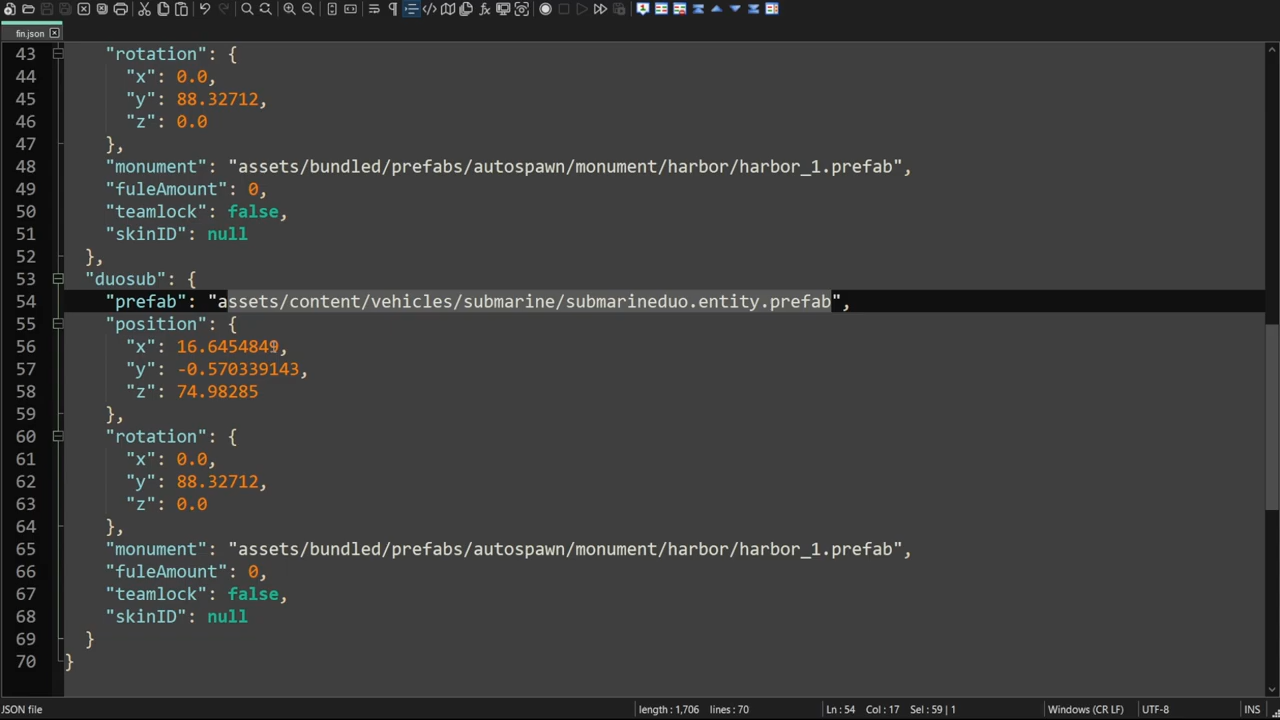 fin.json
43 "rotation": {
44 "x": 0.0,
45 "y": 88.32712,
46 "z": 0.0
47 },
48 "monument": "assets/bundled/prefabs/autospawn/monument/harbor/harbor_1.prefab",
49 "fuleAmount": 0,
50 "teamlock": false,
51 "skinID": null
52 },
53 "duosub": {
54 "prefab": "assets/content/vehicles/submarine/submarineduo.entity.prefab",
55 "position": {
56 "x": 16.6454849,
57 "y": -0.570339143,
58 "z": 74.98285
59 },
60 "rotation": {
61 "x": 0.0,
62 "y": 88.32712,
63 "z": 0.0
64 },
65 "monument": "assets/bundled/prefabs/autospawn/monument/harbor/harbor_1.prefab",
66 "fuleAmount": 0,
67 "teamlock": false,
68 "skinID": null
69 }
70 }
JSON file length : 1,706 lines : 70 Ln : 54 Col : 17 Sel : 59 | 1 Windows (CR LF) UTF-8 INS